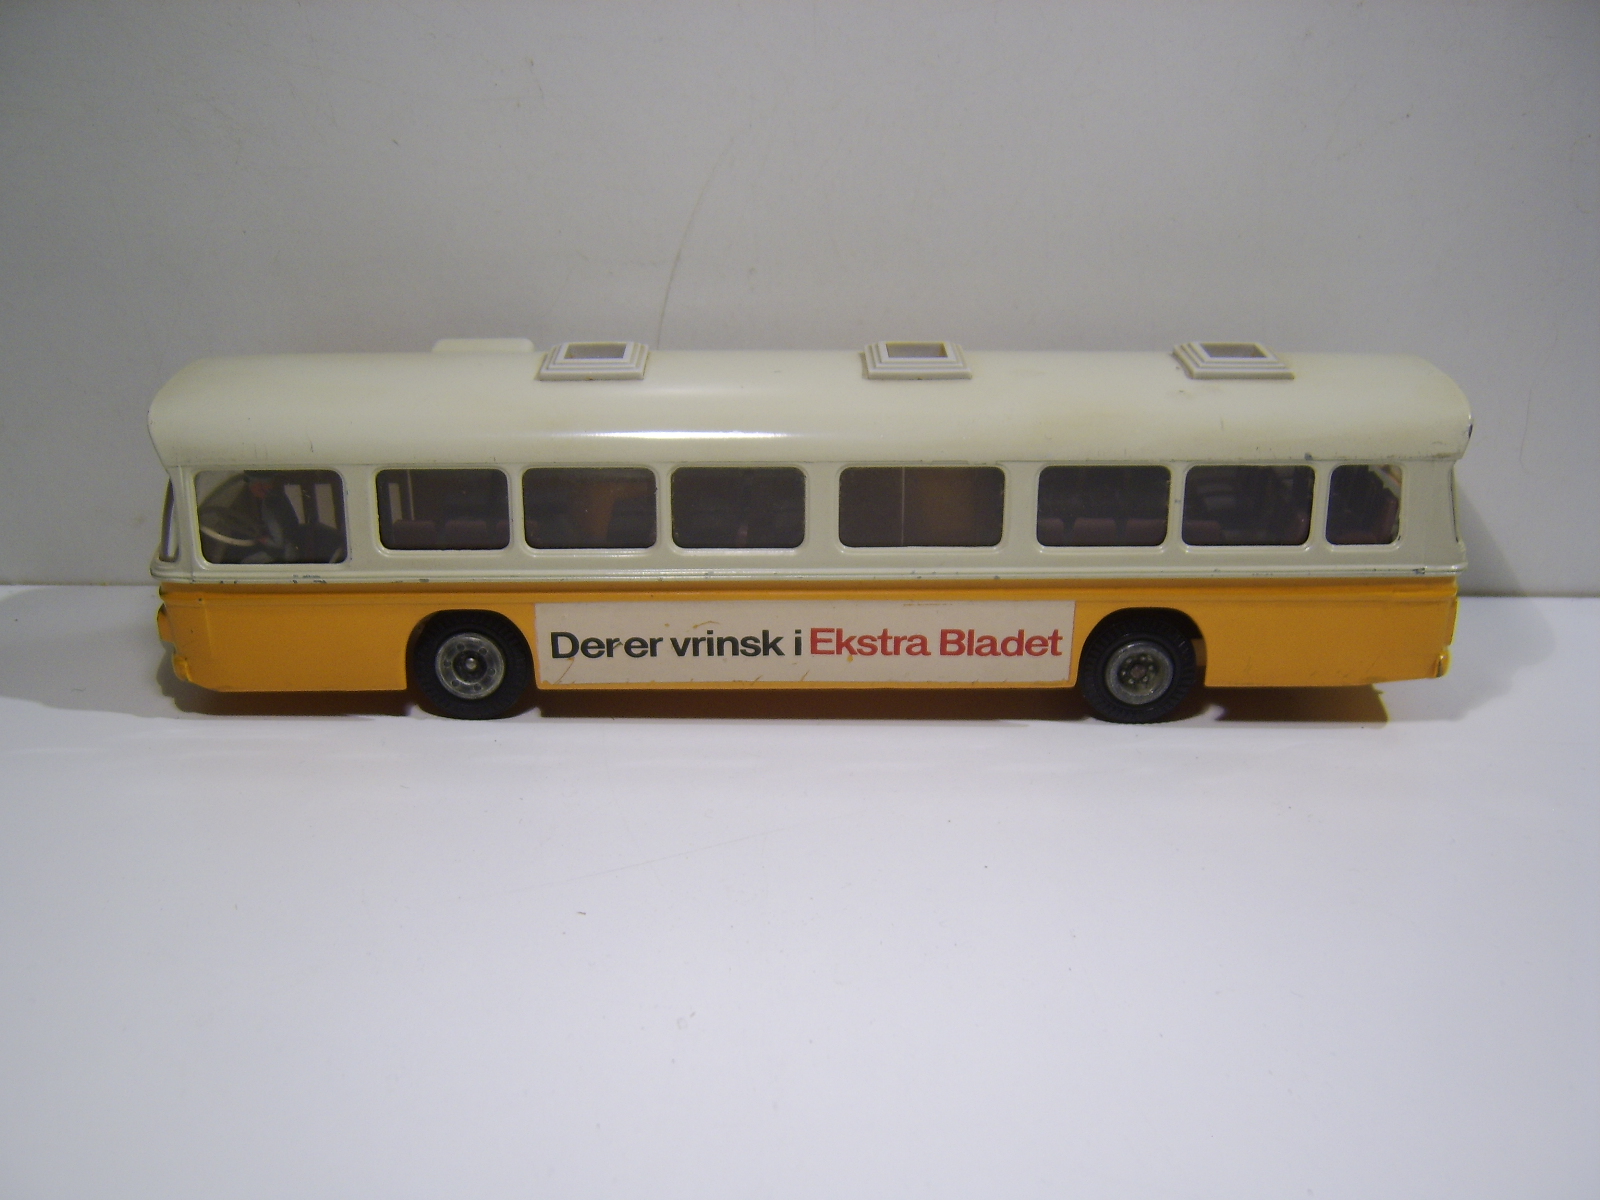 Der er vrinsk i Ekstra Bladet